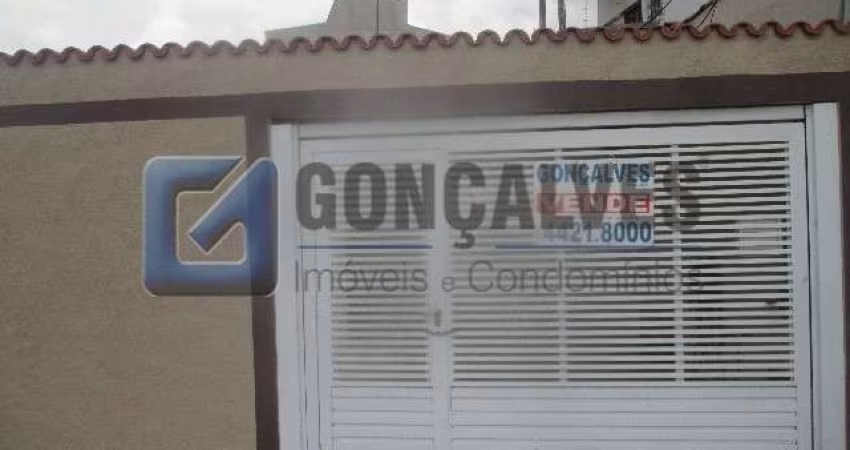 GONÇALVES
Imóveis e Condomínios
GONÇALVES
VENDE
4421.8000